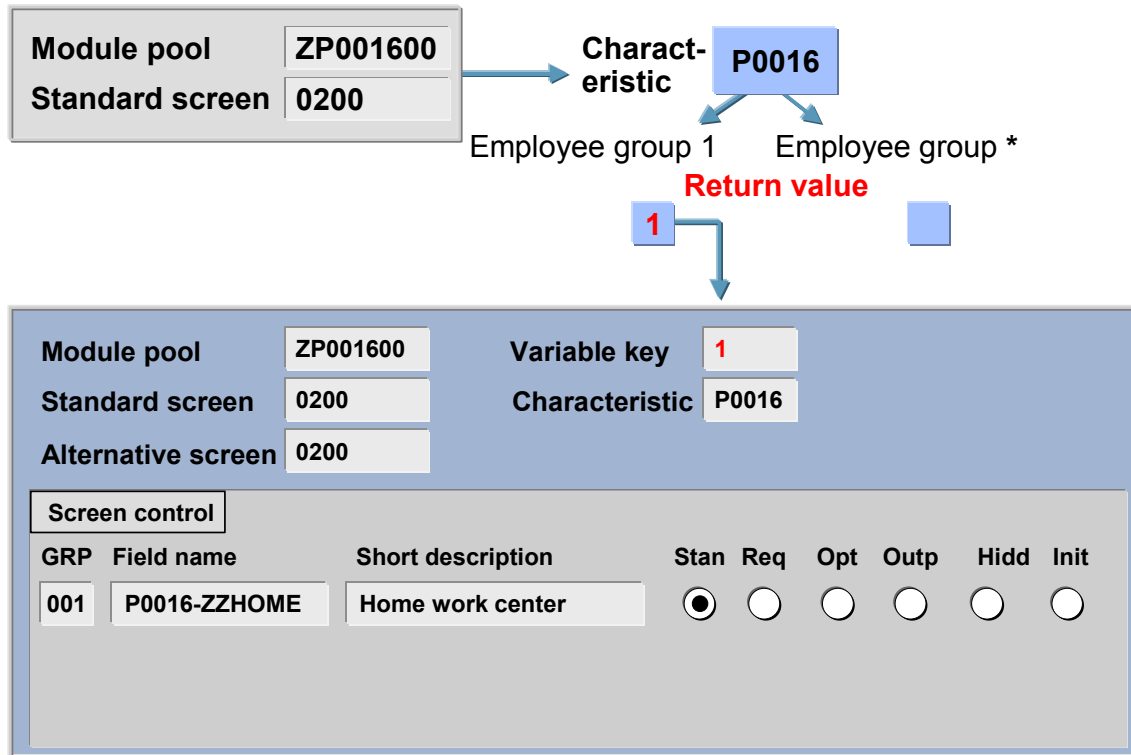 Module pool ZP001600
Standard screen 0200
Charact-
eristic
P0016
Employee group 1 Employee group *
Return value
1
Module pool ZP001600 Variable key 1
Standard screen 0200 Characteristic P0016
Alternative screen 0200
Screen control
GRP Field name Short description Stan Req Opt Outp Hidd Init
001 P0016-ZZHOME Home work center